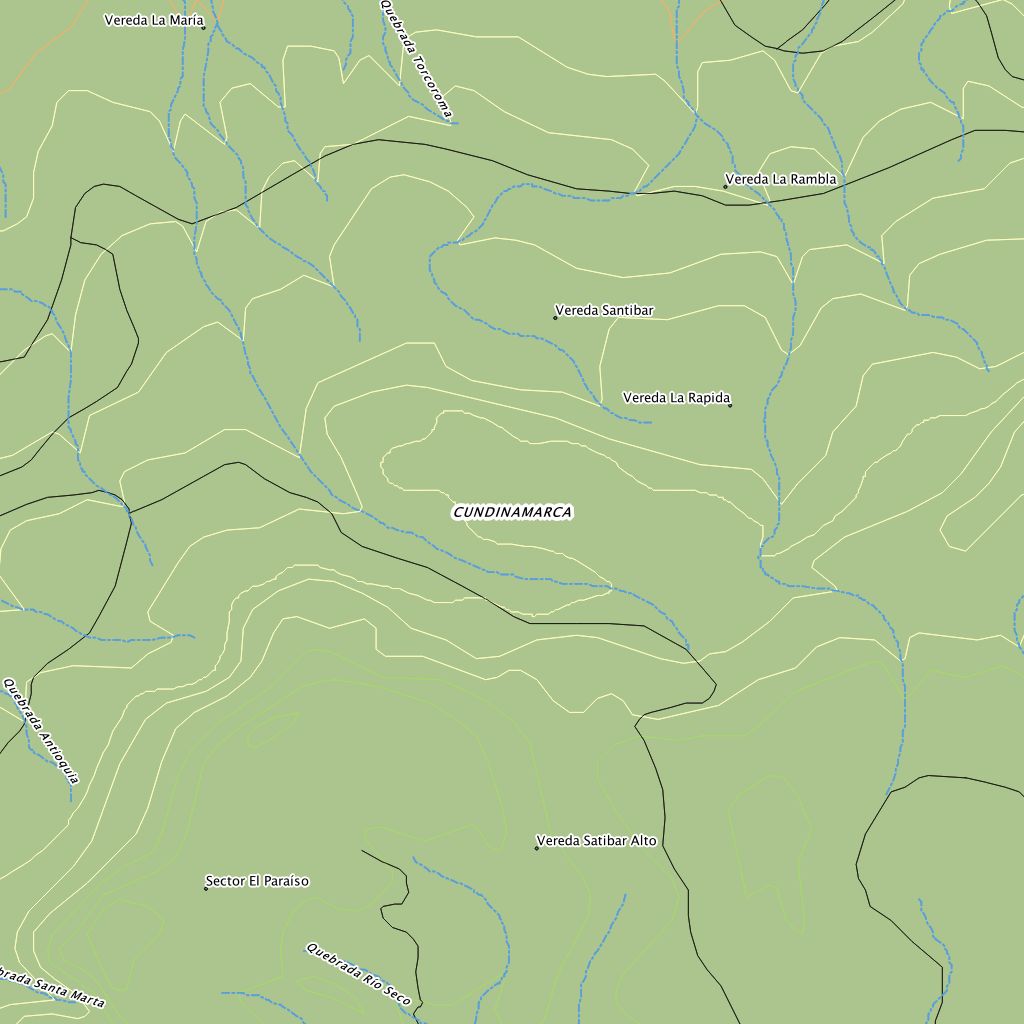 Vereda La María
Quebrada Torcoroma
Vereda La Rambla
Vereda Santibar
Vereda La Rapida
CUNDINAMARCA
Quebrada Antioquia
Vereda Satibar Alto
Sector El Paraíso
Quebrada Río Seco
brada Santa Marta